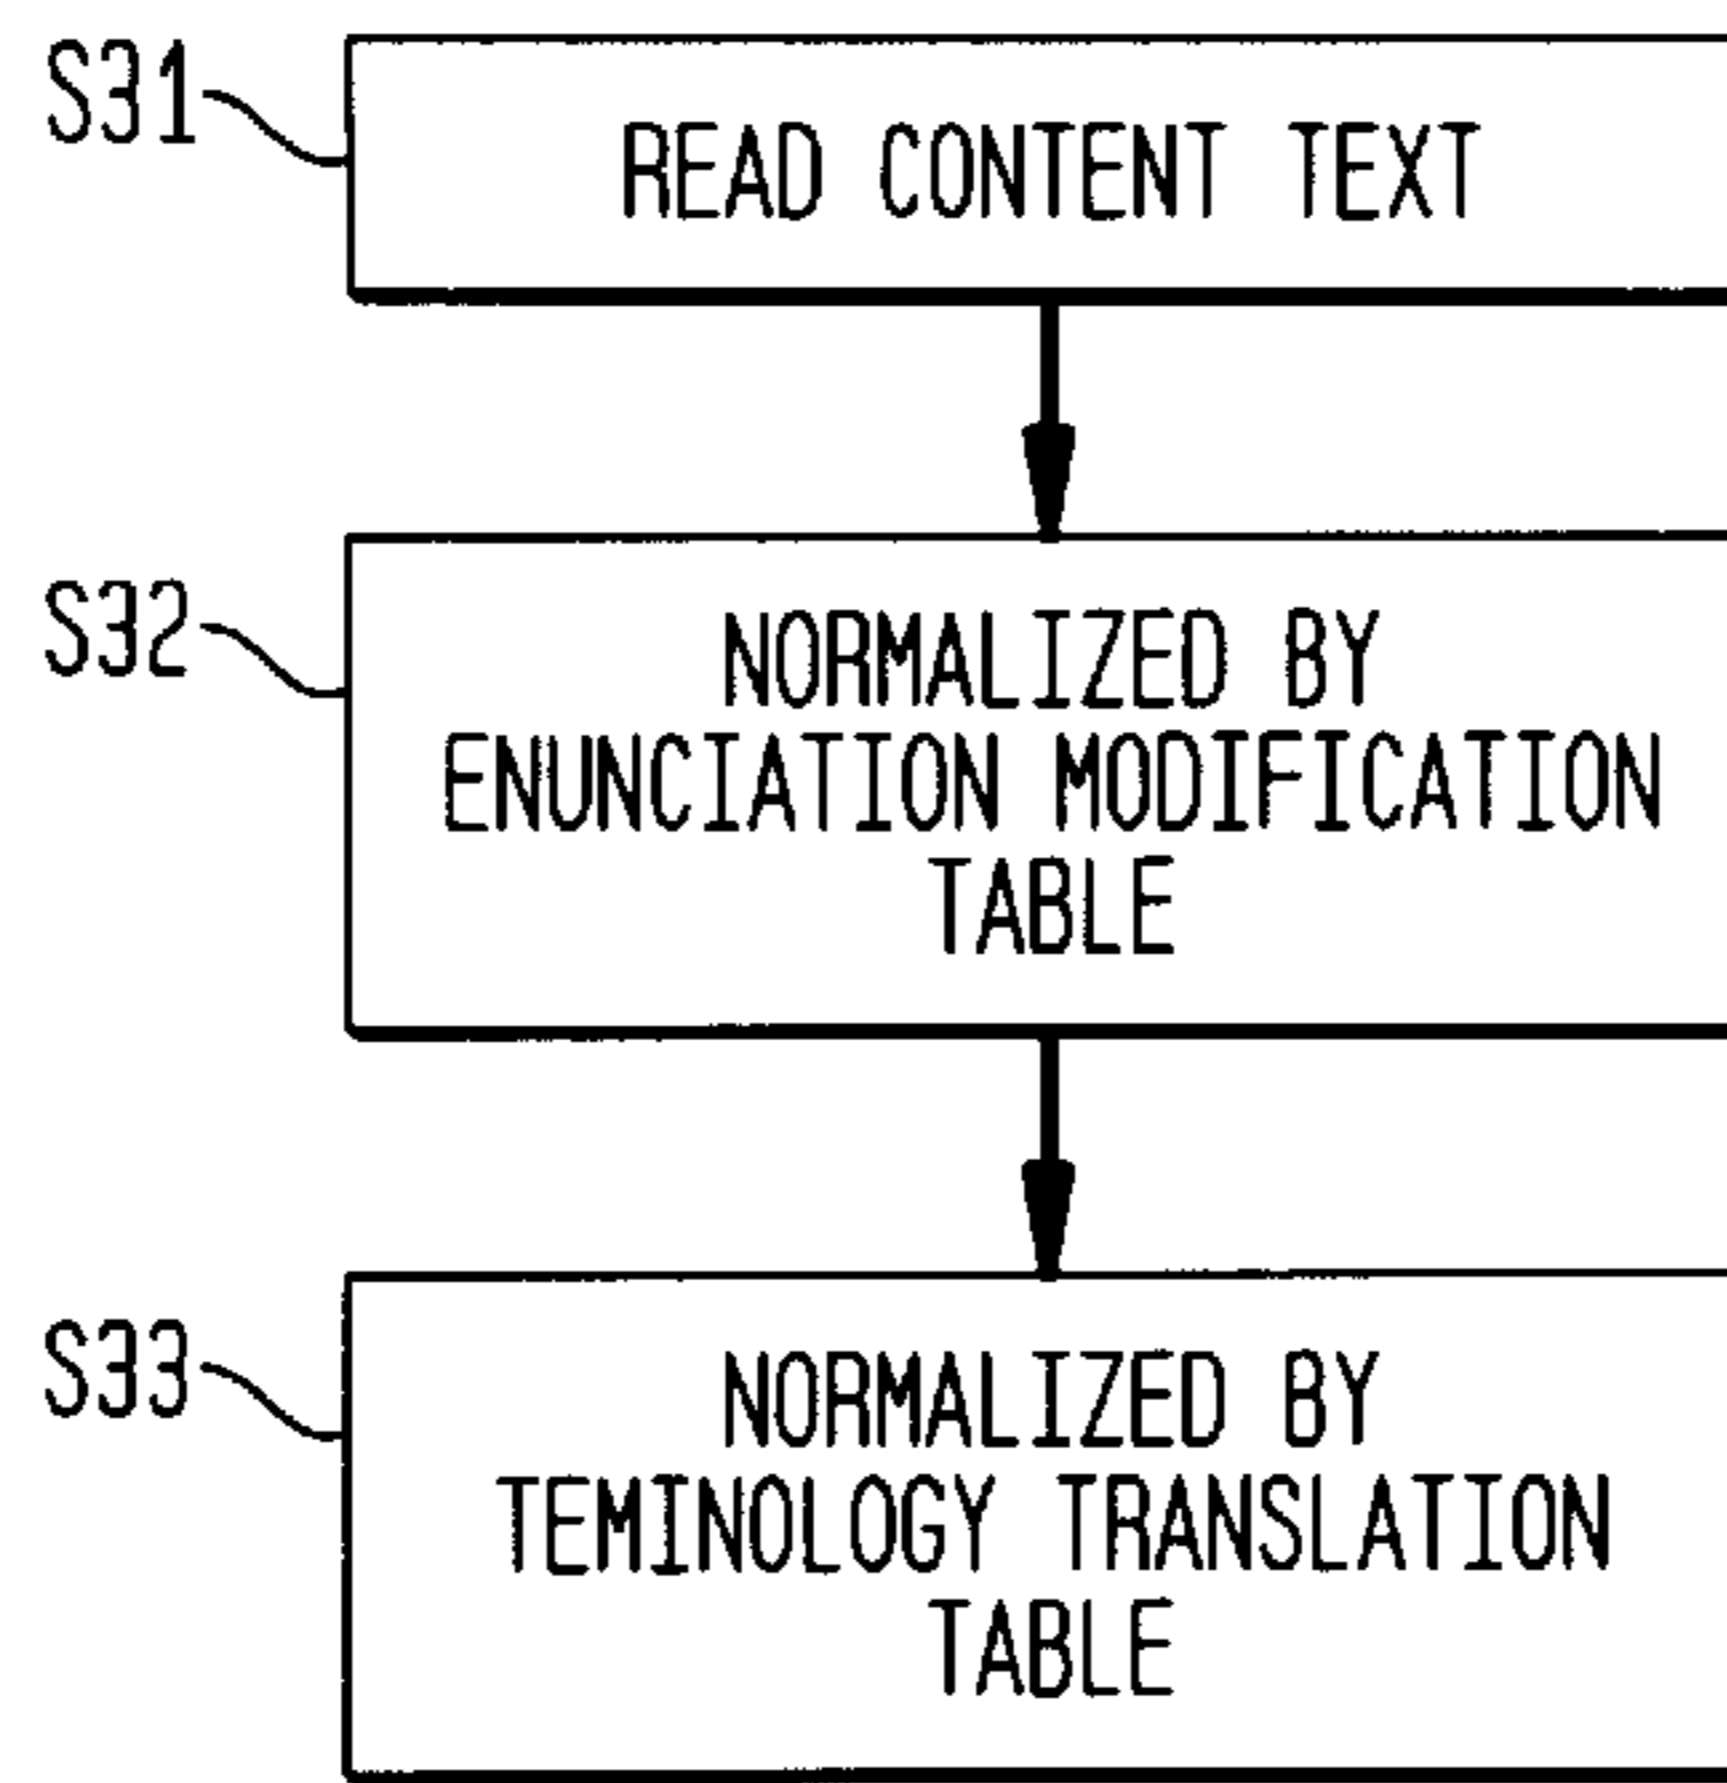 S31
READ CONTENT TEXT
S32
NORMALIZED BY
ENUNCIATION MODIFICATION
TABLE
S33
NORMALIZED BY
TEMINOLOGY TRANSLATION
TABLE